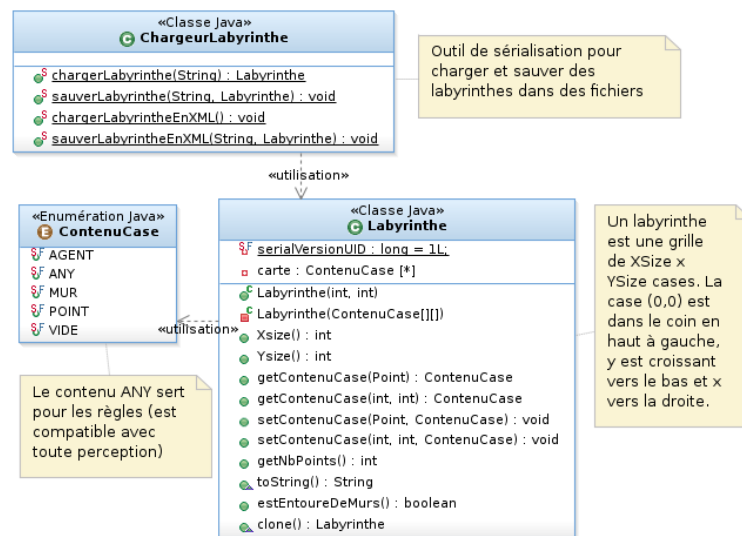 «Classe Java»
ChargeurLabyrinthe
chargerLabyrinthe(String) : Labyrinthe
sauverLabyrinthe(String, Labyrinthe) : void
chargerLabyrintheEnXML() : void
sauverLabyrintheEnXML(String, Labyrinthe) : void
Outil de sérialisation pour
charger et sauver des
labyrinthes dans des fichiers
«utilisation»
«Enumération Java»
ContenuCase
AGENT
ANY
MUR
POINT
VIDE
«utilisation»
Le contenu ANY sert
pour les règles (est
compatible avec
toute perception)
«Classe Java»
Labyrinthe
serialVersionUID : long = 1L;
carte : ContenuCase [*]
Labyrinthe(int, int)
Labyrinthe(ContenuCase[][])
Xsize() : int
Ysize() : int
getContenuCase(Point) : ContenuCase
getContenuCase(int, int) : ContenuCase
setContenuCase(Point, ContenuCase) : void
setContenuCase(int, int, ContenuCase) : void
getNbPoints() : int
toString() : String
estEntoureDeMurs() : boolean
clone() : Labyrinthe
Un labyrinthe
est une grille
de XSize x
YSize cases. La
case (0,0) est
dans le coin en
haut à gauche,
y est croissant
vers le bas et x
vers la droite.